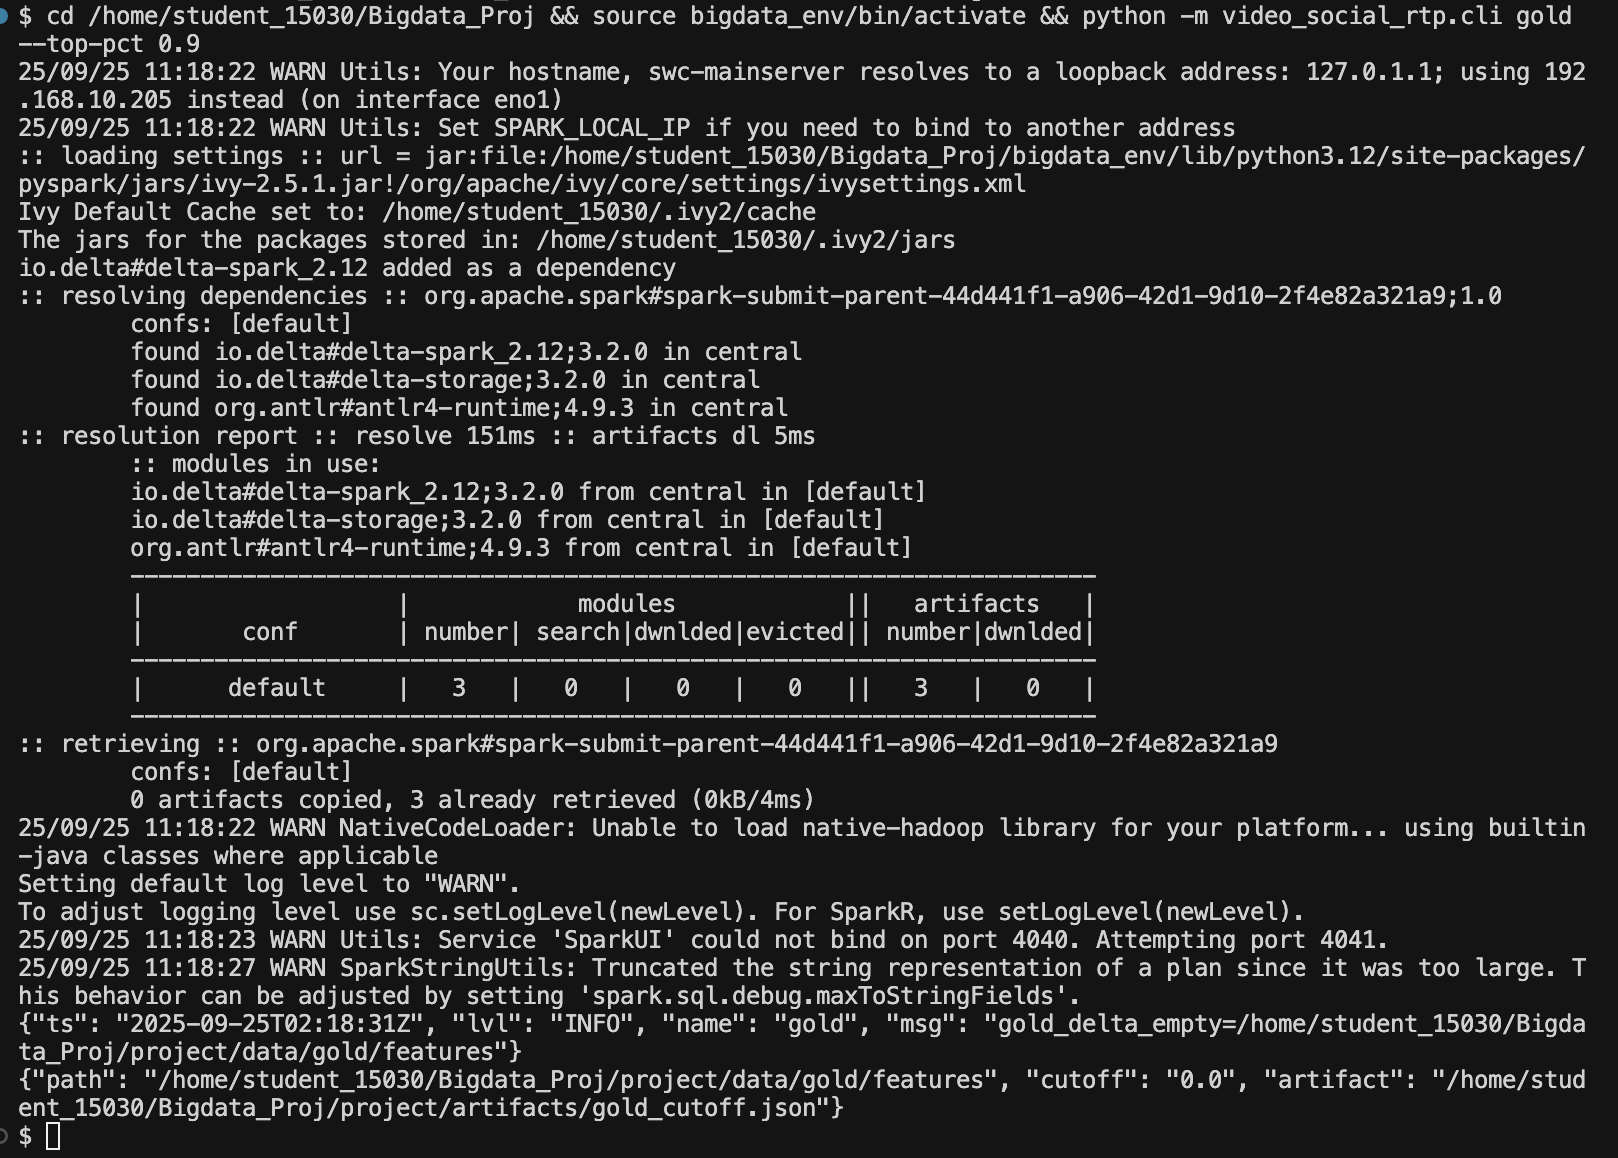 $ cd /home/student_15030/Bigdata_Proj && source bigdata_env/bin/activate && python -m video_social_rtp.cli gold
--top-pct 0.9
25/09/25 11:18:22 WARN Utils: Your hostname, swc-mainserver resolves to a loopback address: 127.0.1.1; using 192
.168.10.205 instead (on interface eno1)
25/09/25 11:18:22 WARN Utils: Set SPARK_LOCAL_IP if you need to bind to another address
:: loading settings :: url = jar:file:/home/student_15030/Bigdata_Proj/bigdata_env/lib/python3.12/site-packages/
pyspark/jars/ivy-2.5.1.jar!/org/apache/ivy/core/settings/ivysettings.xml
Ivy Default Cache set to: /home/student_15030/.ivy2/cache
The jars for the packages stored in: /home/student_15030/.ivy2/jars
io.delta#delta-spark_2.12 added as a dependency
:: resolving dependencies :: org.apache.spark#spark-submit-parent-44d441f1-a906-42d1-9d10-2f4e82a321a9;1.0
        confs: [default]
        found io.delta#delta-spark_2.12;3.2.0 in central
        found io.delta#delta-storage;3.2.0 in central
        found org.antlr#antlr4-runtime;4.9.3 in central
:: resolution report :: resolve 151ms :: artifacts dl 5ms
        :: modules in use:
        io.delta#delta-spark_2.12;3.2.0 from central in [default]
        io.delta#delta-storage;3.2.0 from central in [default]
        org.antlr#antlr4-runtime;4.9.3 from central in [default]
        ---------------------------------------------------------------------
        |                  |            modules            ||   artifacts   |
        |       conf       | number| search|dwnlded|evicted|| number|dwnlded|
        ---------------------------------------------------------------------
        |      default     |   3   |   0   |   0   |   0   ||   3   |   0   |
        ---------------------------------------------------------------------
:: retrieving :: org.apache.spark#spark-submit-parent-44d441f1-a906-42d1-9d10-2f4e82a321a9
        confs: [default]
        0 artifacts copied, 3 already retrieved (0kB/4ms)
25/09/25 11:18:22 WARN NativeCodeLoader: Unable to load native-hadoop library for your platform... using builtin
-java classes where applicable
Setting default log level to "WARN".
To adjust logging level use sc.setLogLevel(newLevel). For SparkR, use setLogLevel(newLevel).
25/09/25 11:18:23 WARN Utils: Service 'SparkUI' could not bind on port 4040. Attempting port 4041.
25/09/25 11:18:27 WARN SparkStringUtils: Truncated the string representation of a plan since it was too large. T
his behavior can be adjusted by setting 'spark.sql.debug.maxToStringFields'.
{"ts": "2025-09-25T02:18:31Z", "lvl": "INFO", "name": "gold", "msg": "gold_delta_empty=/home/student_15030/Bigda
ta_Proj/project/data/gold/features"}
{"path": "/home/student_15030/Bigdata_Proj/project/data/gold/features", "cutoff": "0.0", "artifact": "/home/stud
ent_15030/Bigdata_Proj/project/artifacts/gold_cutoff.json"}
$